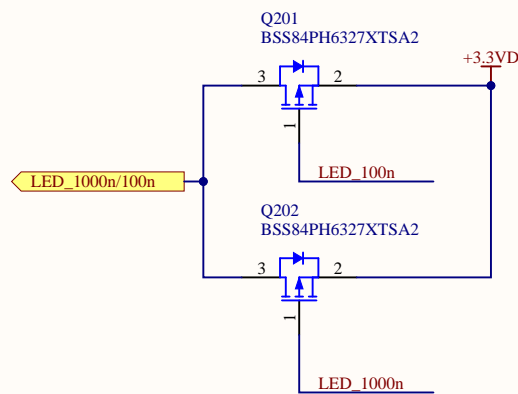 Q201
BSS84PH6327XTSA2
+3.3VD
3
2
1
LED_100n
LED_1000n/100n
Q202
BSS84PH6327XTSA2
3
2
1
LED_1000n